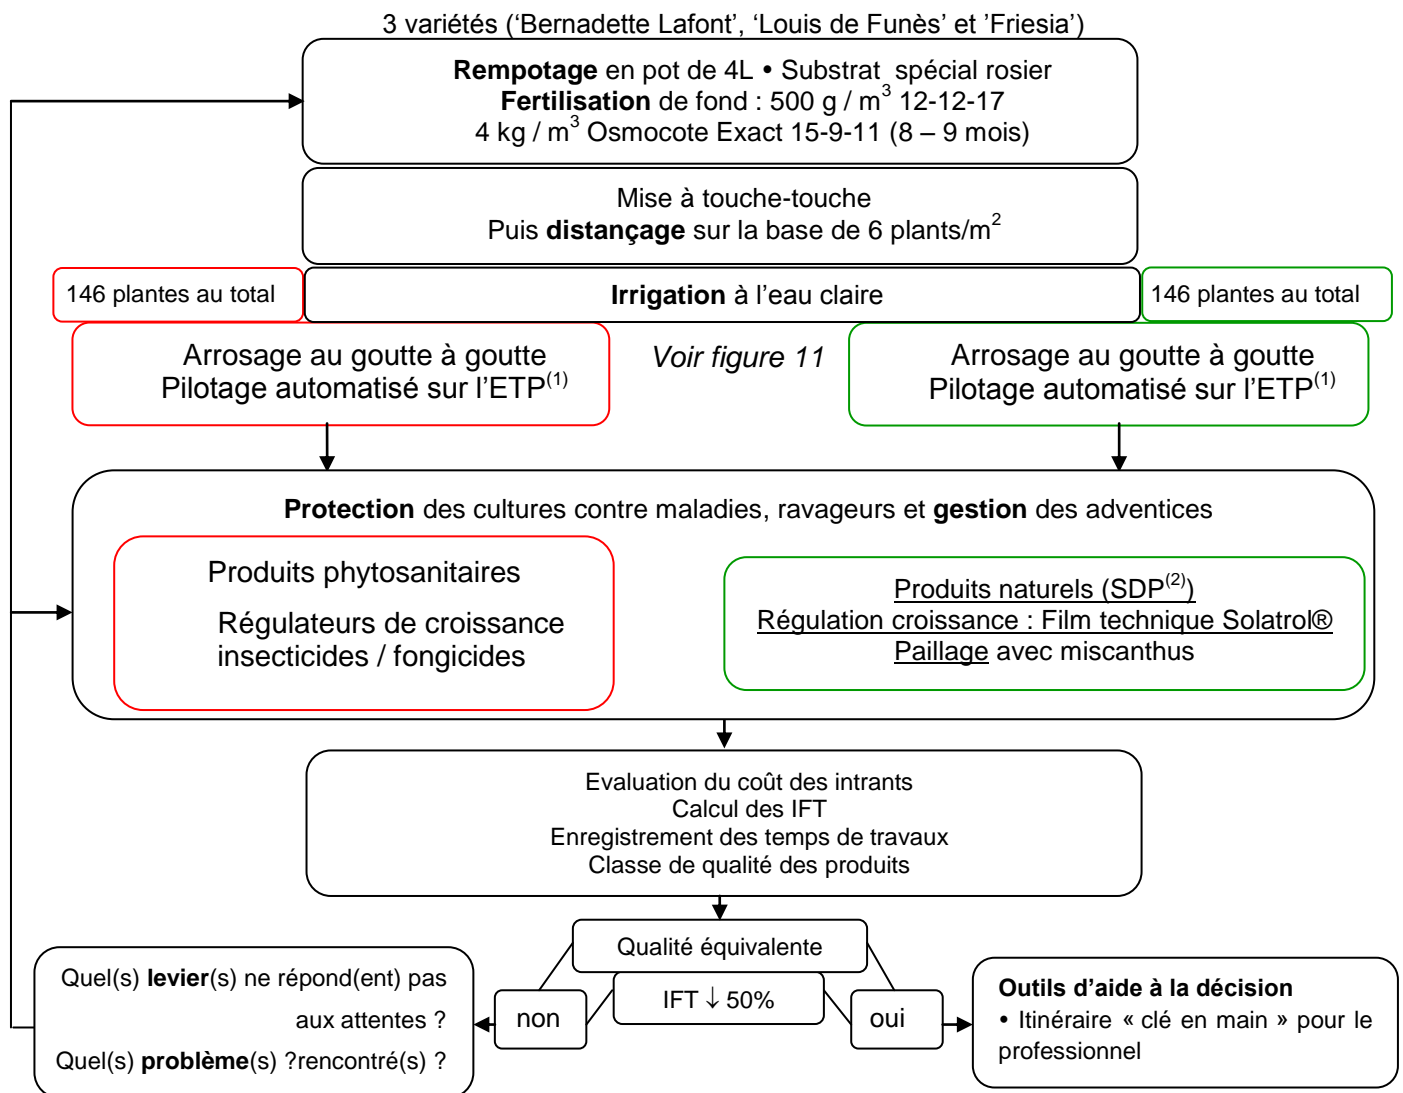 3 variétés (‘Bernadette Lafont’, ‘Louis de Funès’ et ’Friesia’)
Rempotage en pot de 4L • Substrat spécial rosier
Fertilisation de fond : 500 g / m³ 12-12-17
4 kg / m³ Osmocote Exact 15-9-11 (8 – 9 mois)
Mise à touche-touche
Puis distançage sur la base de 6 plants/m²
146 plantes au total
Irrigation à l’eau claire
146 plantes au total
Arrosage au goutte à goutte
Pilotage automatisé sur l’ETP⁽¹⁾
Voir figure 11
Arrosage au goutte à goutte
Pilotage automatisé sur l’ETP⁽¹⁾
Protection des cultures contre maladies, ravageurs et gestion des adventices
Produits phytosanitaires
Régulateurs de croissance
insecticides / fongicides
Produits naturels (SDP⁽²⁾)
Régulation croissance : Film technique Solatrol®
Paillage avec miscanthus
Evaluation du coût des intrants
Calcul des IFT
Enregistrement des temps de travaux
Classe de qualité des produits
Qualité équivalente
IFT ↓ 50%
non
oui
Quel(s) levier(s) ne répond(ent) pas
aux attentes ?
Quel(s) problème(s) ?rencontré(s) ?
Outils d’aide à la décision
• Itinéraire « clé en main » pour le
professionnel